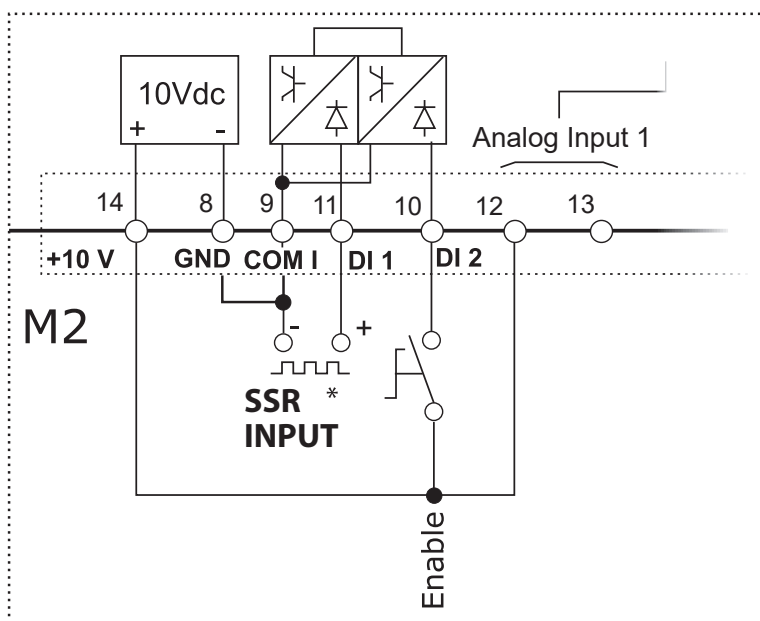 10Vdc
+ -
Analog Input 1
14 8 9 11 10 12 13
+10 V GND COM I DI 1 DI 2
M2
- +
SSR *
INPUT
Enable